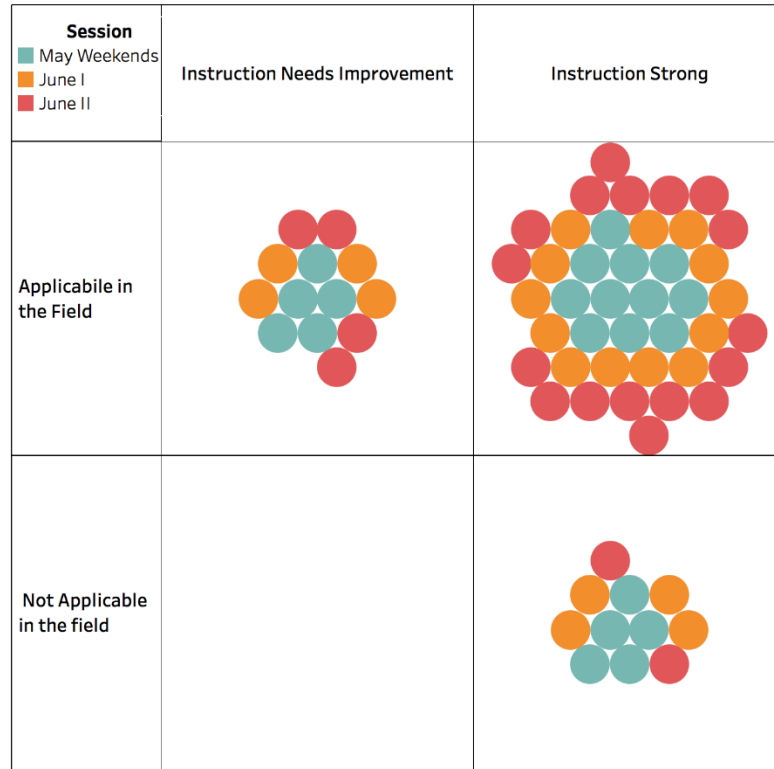 Session
May Weekends
June I
June II
Instruction Needs Improvement
Instruction Strong
Applicabile in
the Field
Not Applicable
in the field